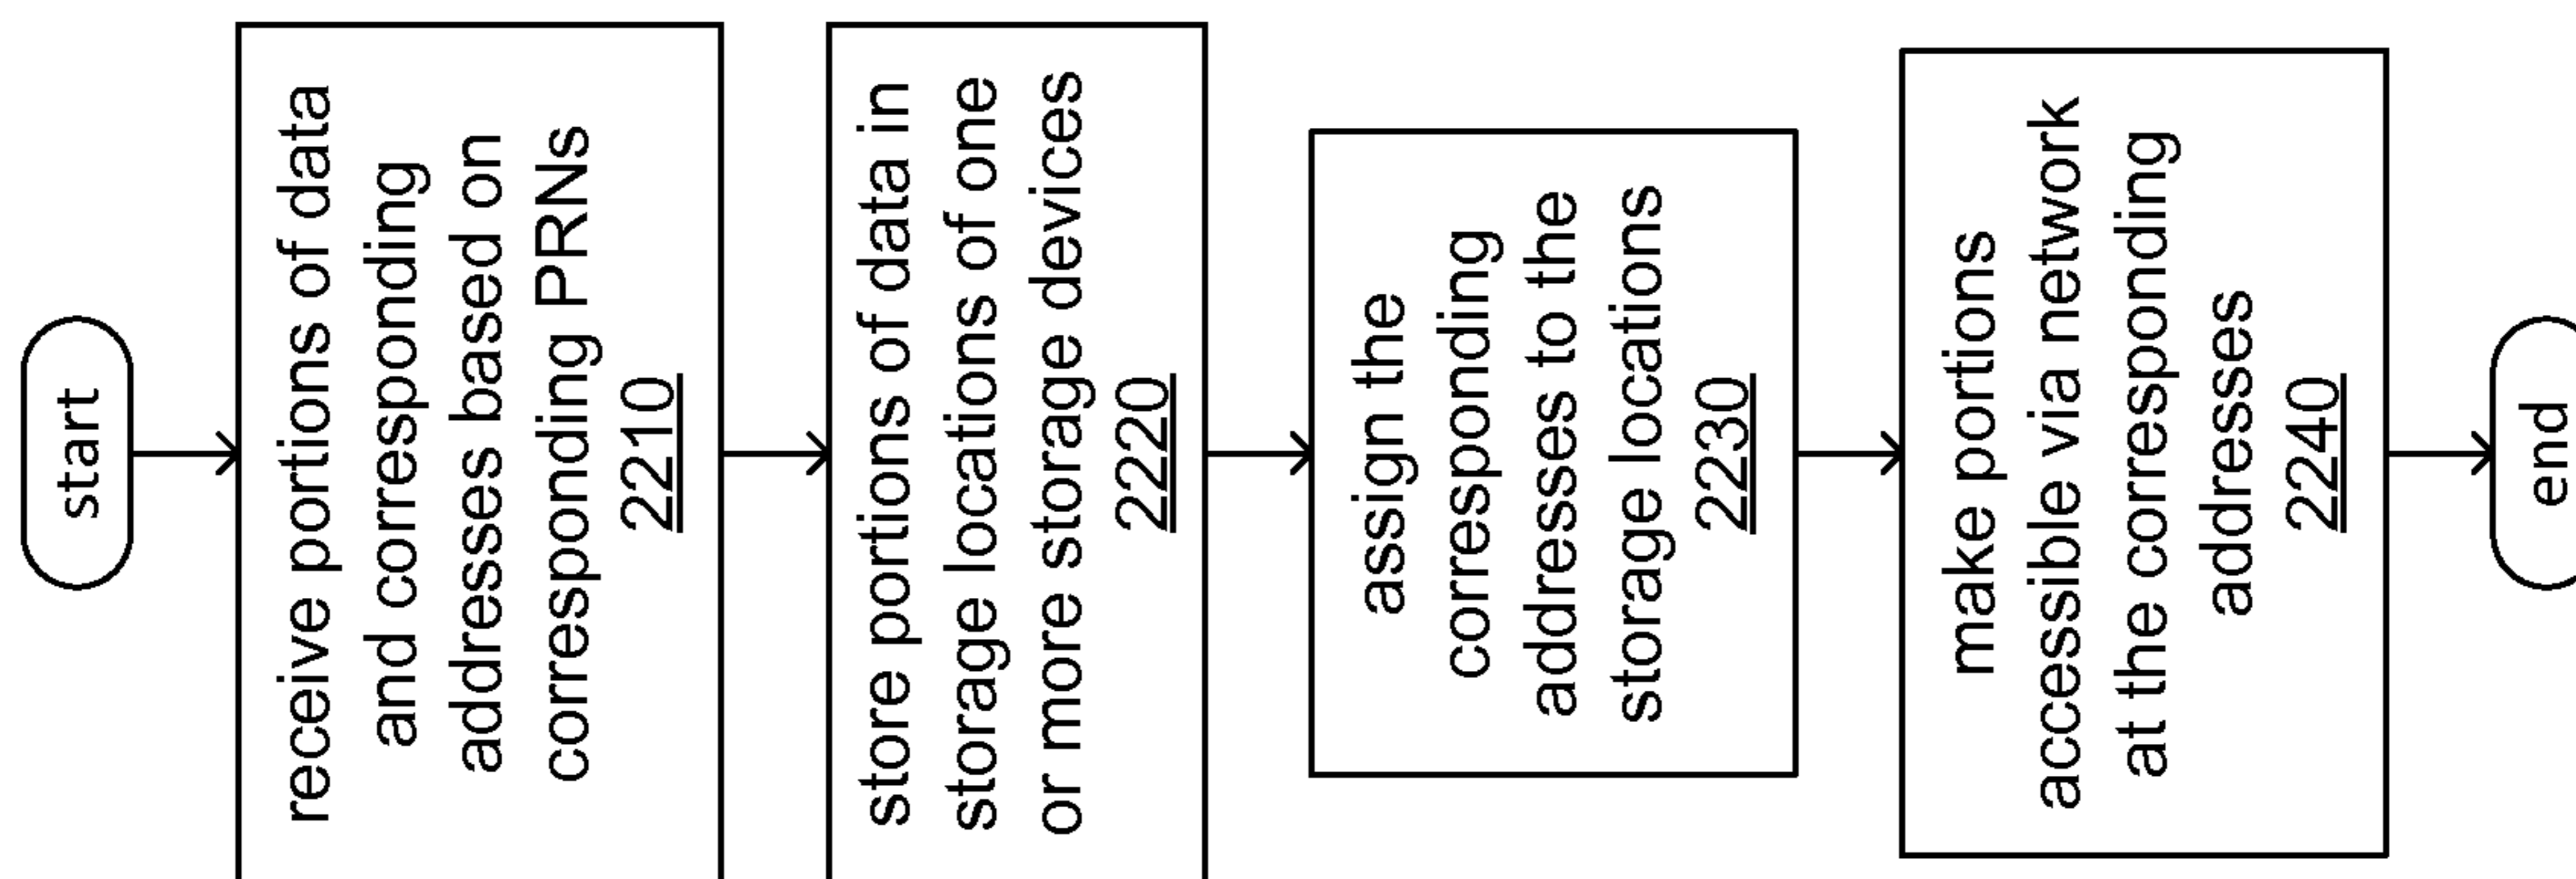 start
receive portions of data
and corresponding
addresses based on
corresponding PRNs
2210
store portions of data in
storage locations of one
or more storage devices
2220
assign the
corresponding
addresses to the
storage locations
2230
make portions
accessible via network
at the corresponding
addresses
2240
end